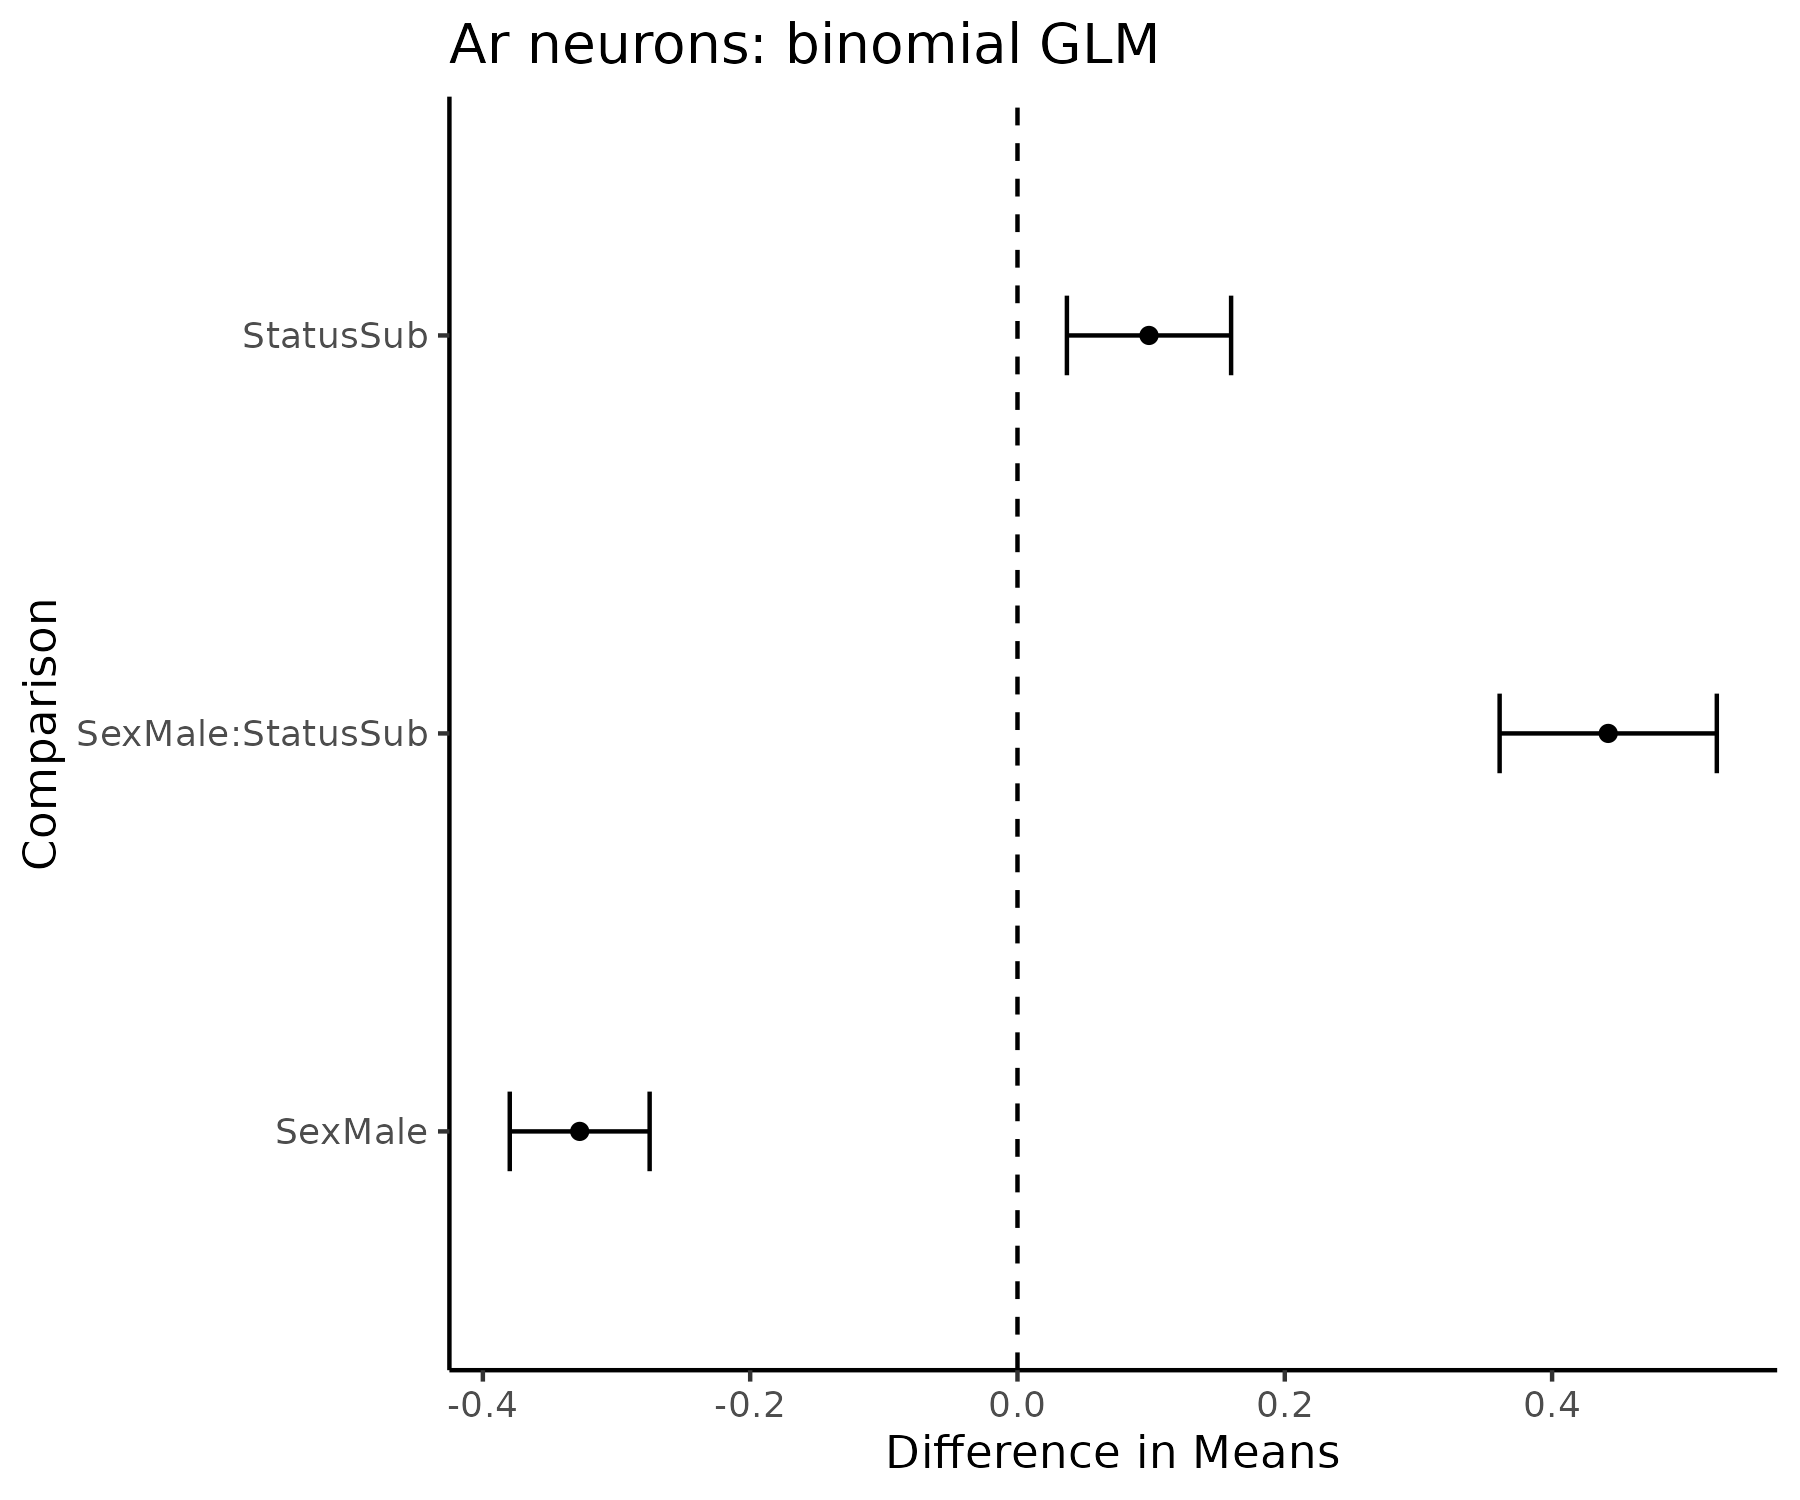 Ar neurons: binomial GLM
Comparison
StatusSub
SexMale:StatusSub
SexMale
-0.4 -0.2 0.0 0.2 0.4
Difference in Means